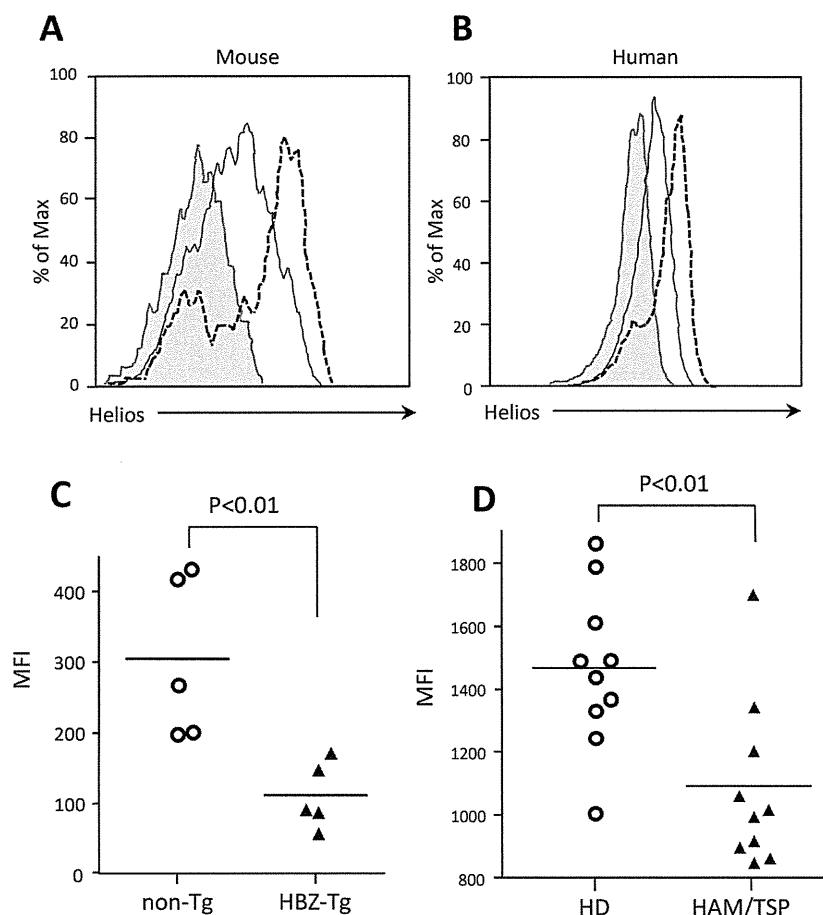 A
Mouse
100
80
60
40
20
0
% of Max
Helios
B
Human
100
80
60
40
20
0
% of Max
Helios
C
P<0.01
400
300
200
100
0
MFI
non-Tg
HBZ-Tg
D
P<0.01
1800
1600
1400
1200
1000
800
MFI
HD
HAM/TSP